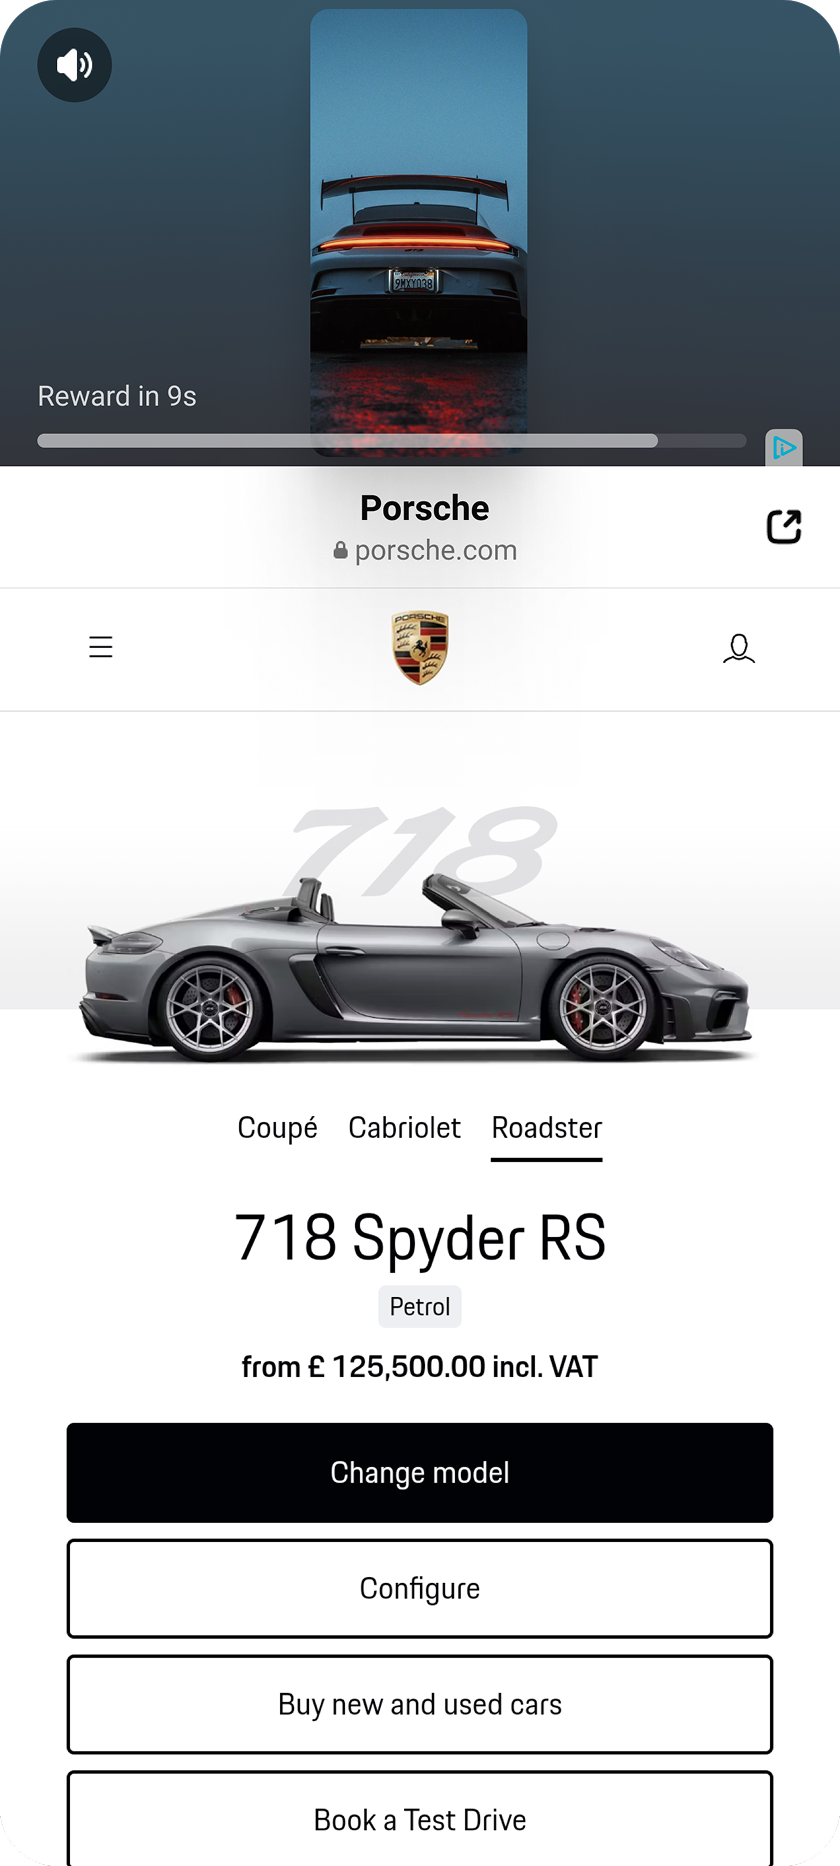 9MXY038
Reward in 9s
Porsche
porsche.com
PORSCHE
718
Coupé Cabriolet Roadster
718 Spyder RS
Petrol
from £ 125,500.00 incl. VAT
Change model
Configure
Buy new and used cars
Book a Test Drive